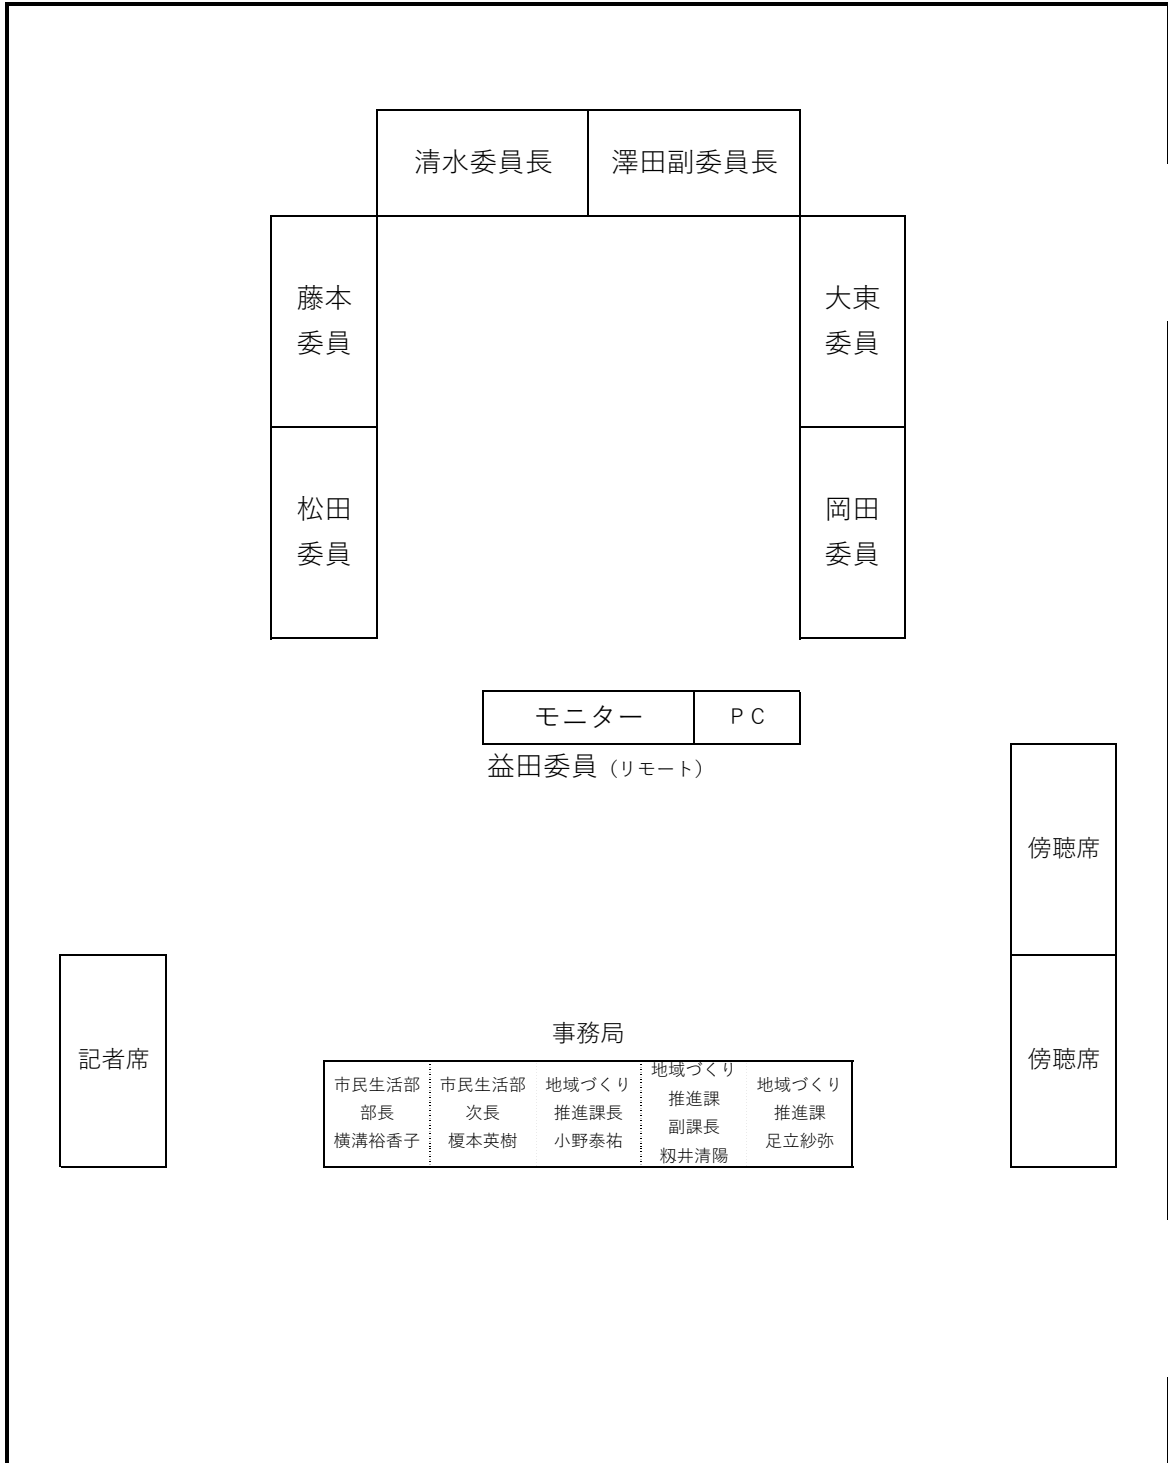 清水委員長
澤田副委員長
藤本
委員
大東
委員
松田
委員
岡田
委員
モニター
ＰＣ
益田委員（リモート）
傍聴席
傍聴席
記者席
事務局
市民生活部
部長
横溝裕香子
市民生活部
次長
榎本英樹
地域づくり
推進課長
小野泰祐
地域づくり
推進課
副課長
籾井清陽
地域づくり
推進課
足立紗弥